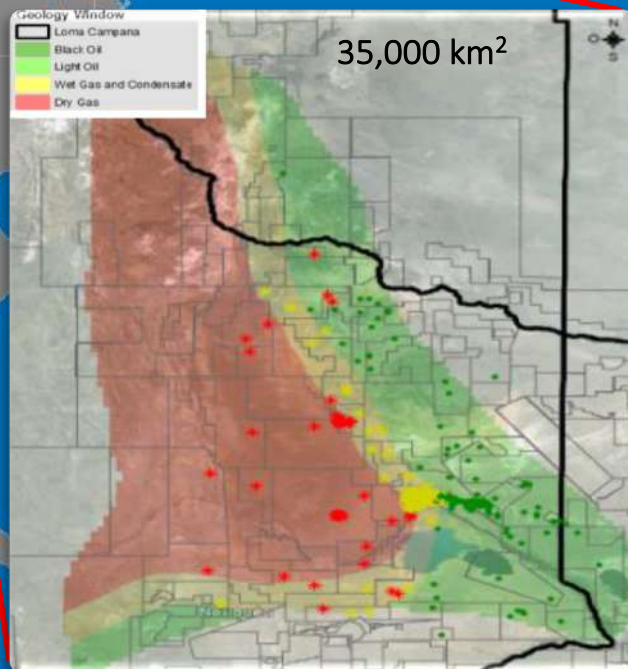 Geology Window
Loma Campana
Black Oil
Light Oil
Wet Gas and Condensate
Dry Gas
35,000 km²
N
O
S